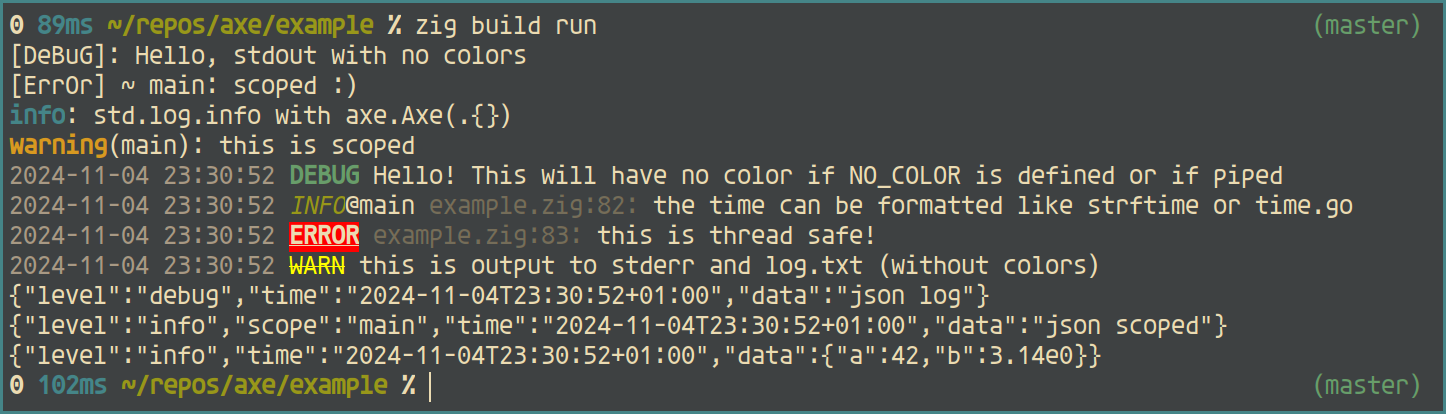 0 89ms ~/repos/axe/example % zig build run (master)
[DeBuG]: Hello, stdout with no colors
[ErrOr] ~ main: scoped :)
info: std.log.info with axe.Axe(.{})
warning(main): this is scoped
2024-11-04 23:30:52 DEBUG Hello! This will have no color if NO_COLOR is defined or if piped
2024-11-04 23:30:52 INFO@main example.zig:82: the time can be formatted like strftime or time.go
2024-11-04 23:30:52 ERROR example.zig:83: this is thread safe!
2024-11-04 23:30:52 WARN this is output to stderr and log.txt (without colors)
{"level":"debug","time":"2024-11-04T23:30:52+01:00","data":"json log"}
{"level":"info","scope":"main","time":"2024-11-04T23:30:52+01:00","data":"json scoped"}
{"level":"info","time":"2024-11-04T23:30:52+01:00","data":{"a":42,"b":3.14e0}}
0 102ms ~/repos/axe/example % (master)